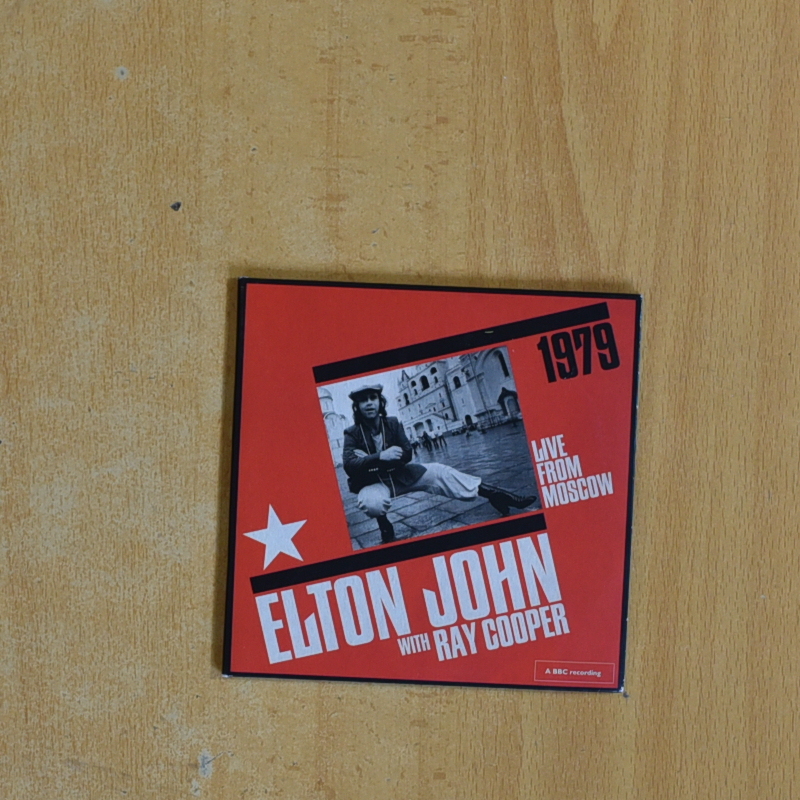 1979
LIVE
FROM
MOSCOW
ELTON JOHN
WITH RAY COOPER
A BBC recording